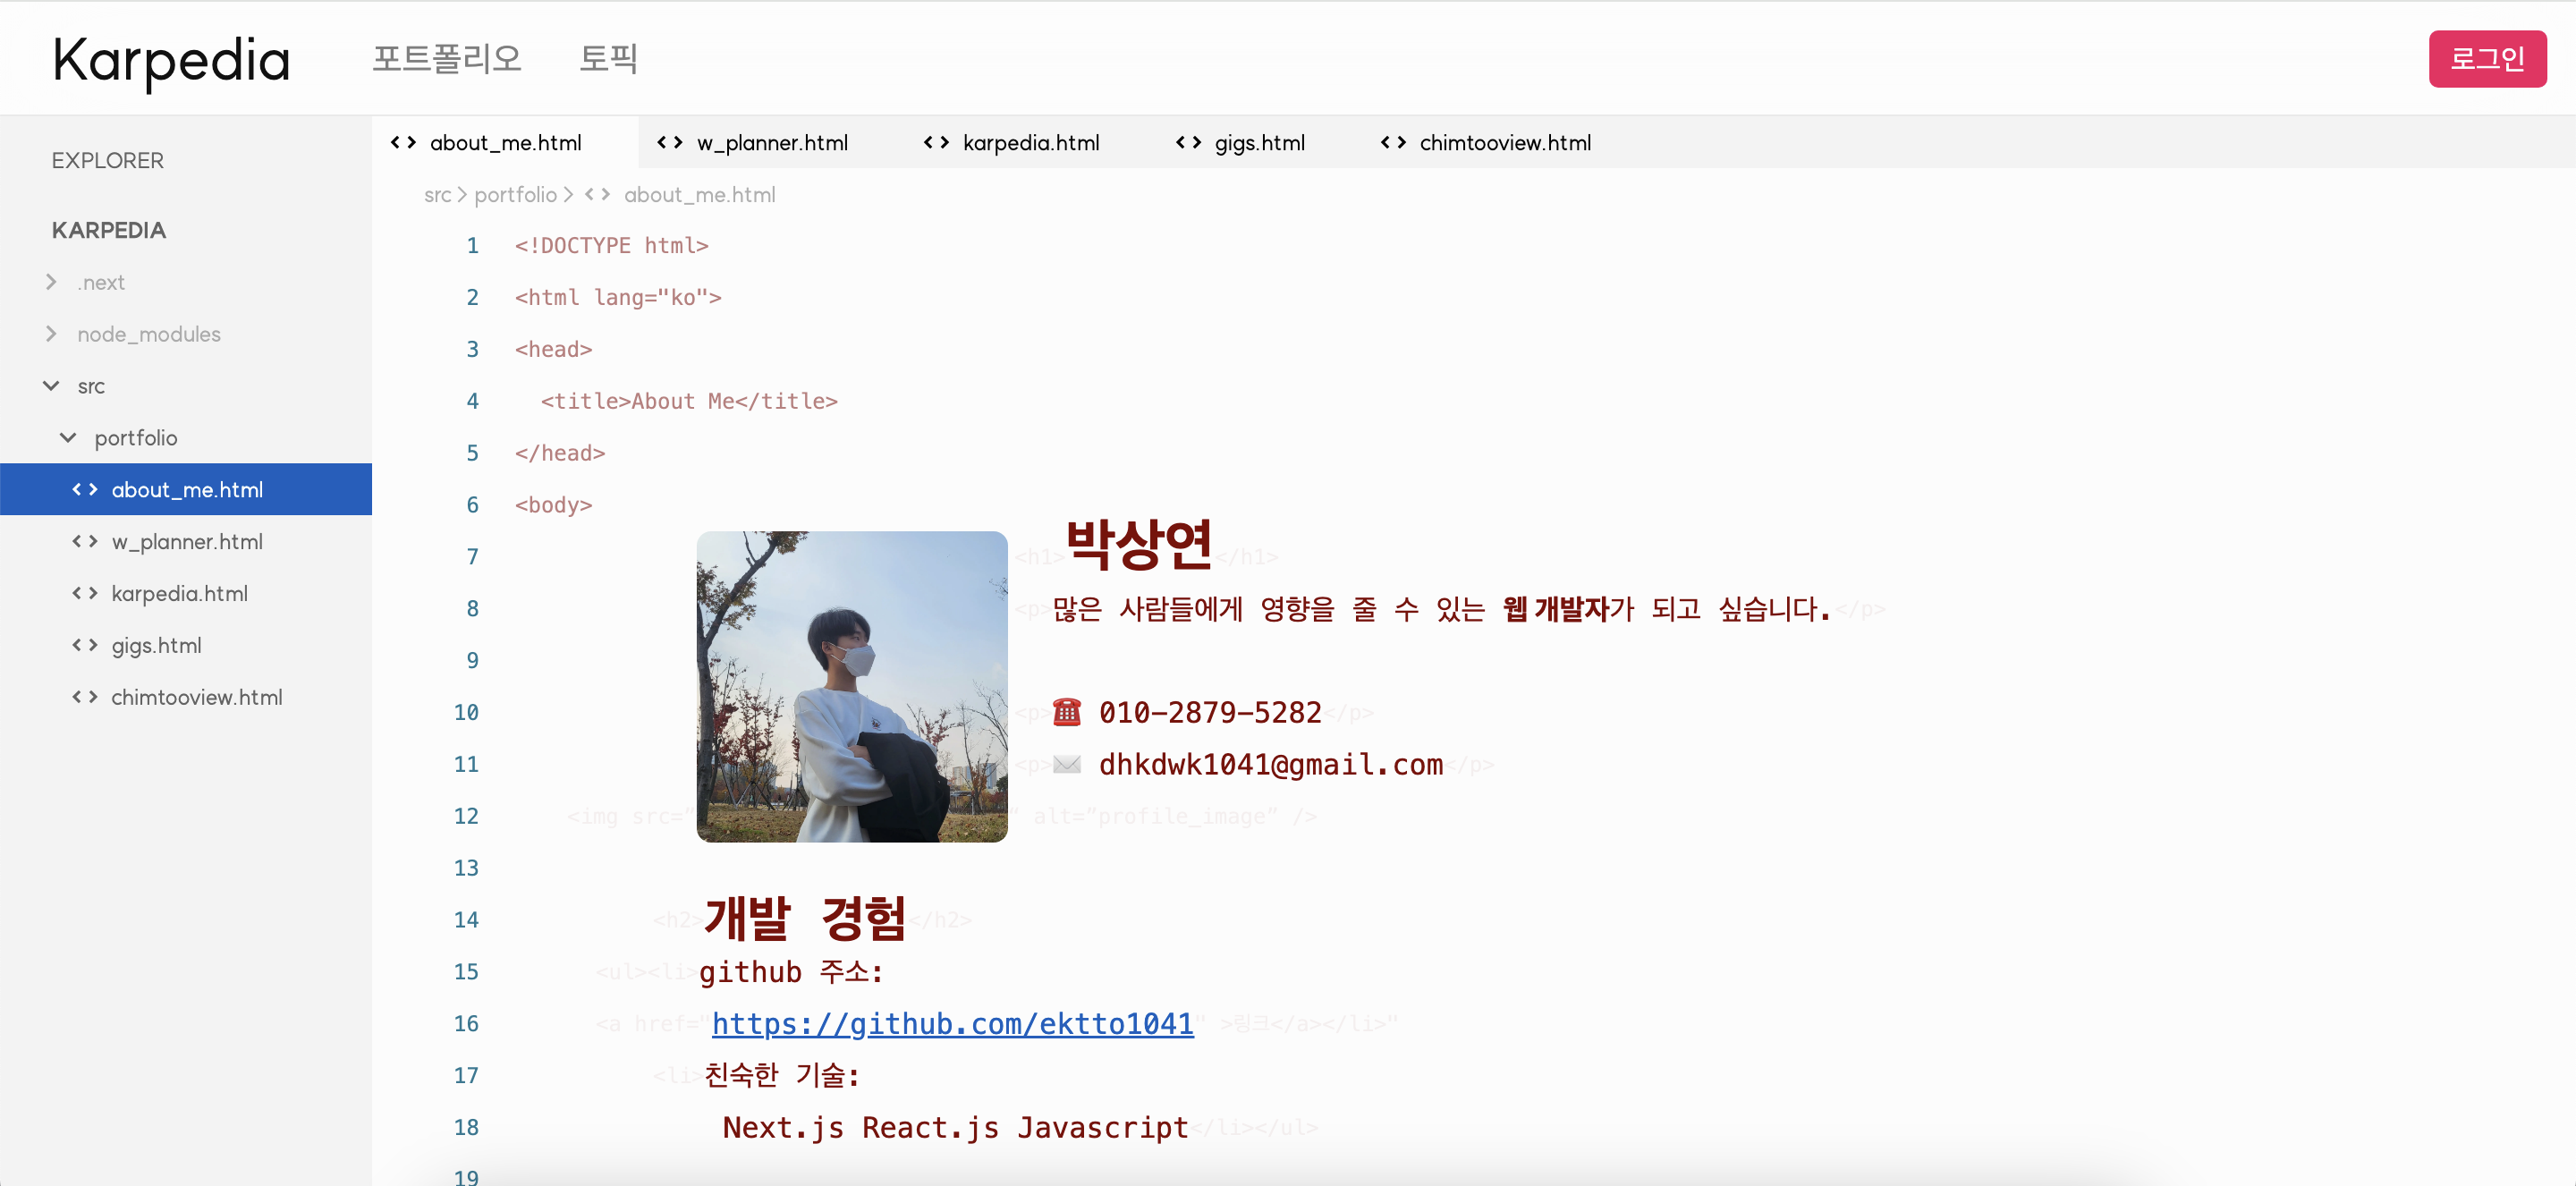 Karpedia 포트폴리오 토픽 로그인
EXPLORER
KARPEDIA
.next
node_modules
src
portfolio
about_me.html
w_planner.html
karpedia.html
gigs.html
chimtooview.html
about_me.html w_planner.html karpedia.html gigs.html chimtooview.html
src > portfolio > <> about_me.html
1 <!DOCTYPE html>
2 <html lang="ko">
3 <head>
4 <title>About Me</title>
5 </head>
6 <body>
7 <h1>박상연</h1>
8 <p>많은 사람들에게 영향을 줄 수 있는 웹 개발자가 되고 싶습니다.</p>
9
10 <p>☎️ 010-2879-5282</p>
11 <p>✉️ dhkdwk1041@gmail.com</p>
12 <img src=" " alt="profile_image" />
13
14 <h2>개발 경험</h2>
15 <ul><li>github 주소:
16 <a href="https://github.com/ektto1041" >링크</a></li>"
17 <li>친숙한 기술:
18 Next.js React.js Javascript</li></ul>
19